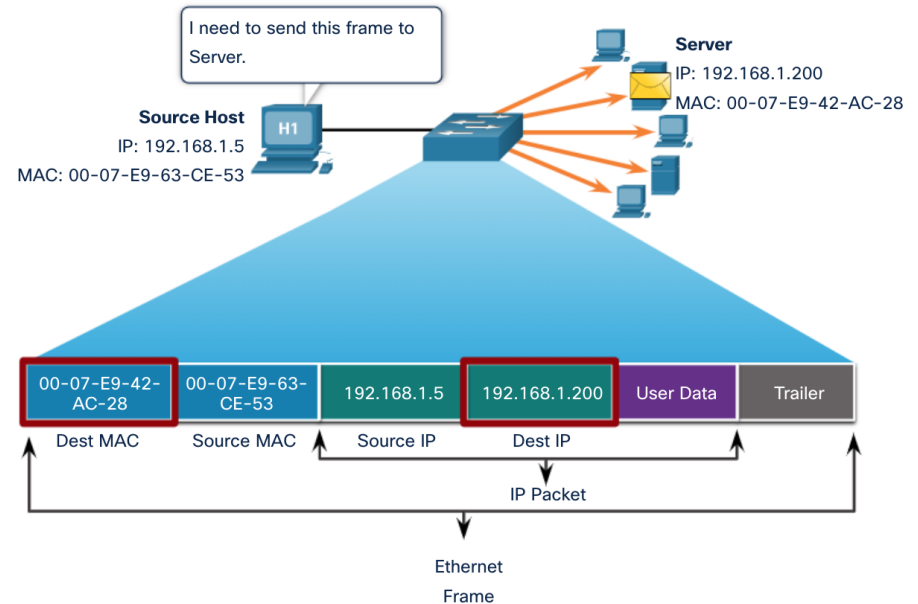 I need to send this frame to
Server.
Server
IP: 192.168.1.200
MAC: 00-07-E9-42-AC-28
Source Host
IP: 192.168.1.5
MAC: 00-07-E9-63-CE-53
H1
00-07-E9-42-
AC-28
00-07-E9-63-
CE-53
192.168.1.5
192.168.1.200
User Data
Trailer
Dest MAC
Source MAC
Source IP
Dest IP
IP Packet
Ethernet
Frame